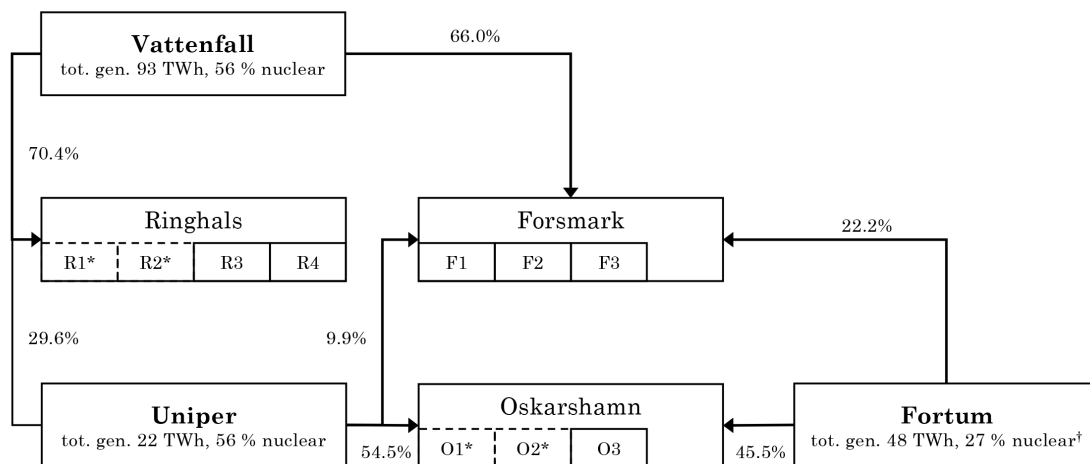 66.0%
Vattenfall
tot. gen. 93 TWh, 56 % nuclear
70.4%
Ringhals
R1* R2* R3 R4
Forsmark
F1 F2 F3
22.2%
29.6%
9.9%
Uniper
tot. gen. 22 TWh, 56 % nuclear
54.5%
Oskarshamn
O1* O2* O3
45.5%
Fortum
tot. gen. 48 TWh, 27 % nuclear†